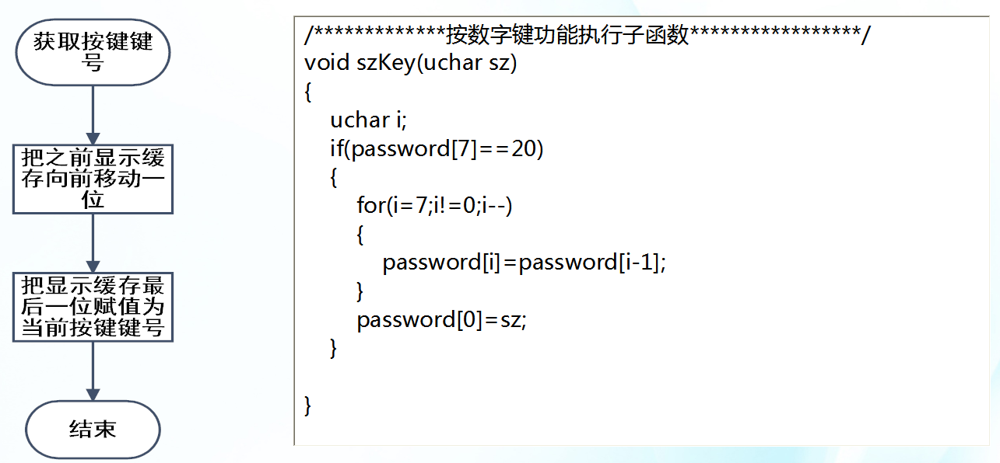 获取按键键
号
把之前显示缓
存向前移动一
位
把显示缓存最
后一位赋值为
当前按键键号
结束
/*************按数字键功能执行子函数*****************/
void szKey(uchar sz)
{
uchar i;
if(password[7]==20)
{
for(i=7;i!=0;i--)
{
password[i]=password[i-1];
}
password[0]=sz;
}
}